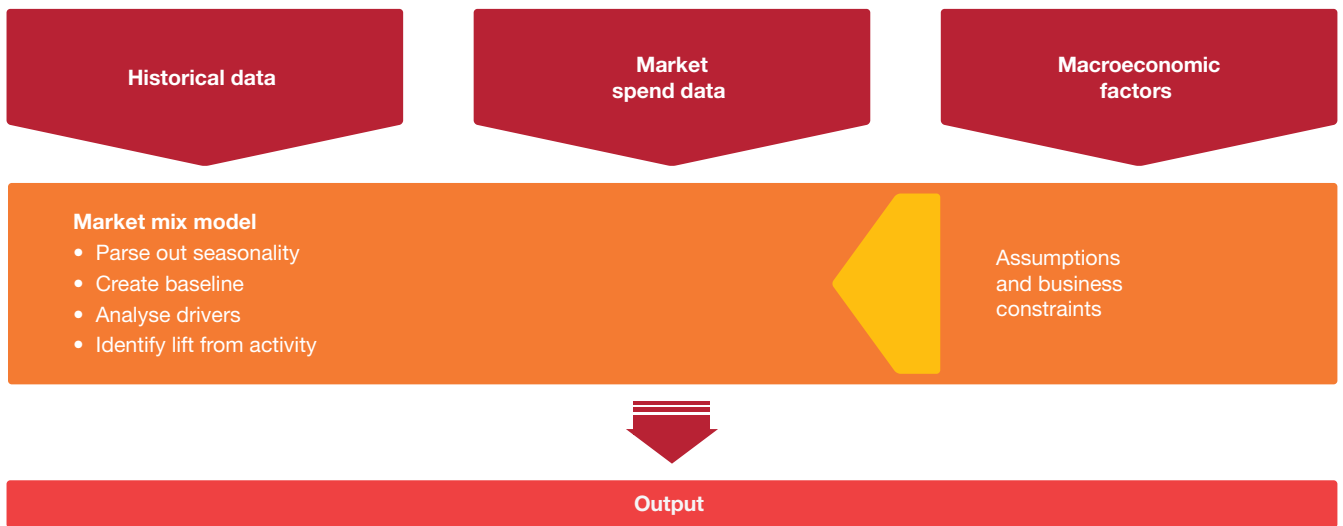 Historical data
Market
spend data
Macroeconomic
factors
Market mix model
• Parse out seasonality
• Create baseline
• Analyse drivers
• Identify lift from activity
Assumptions
and business
constraints
Output